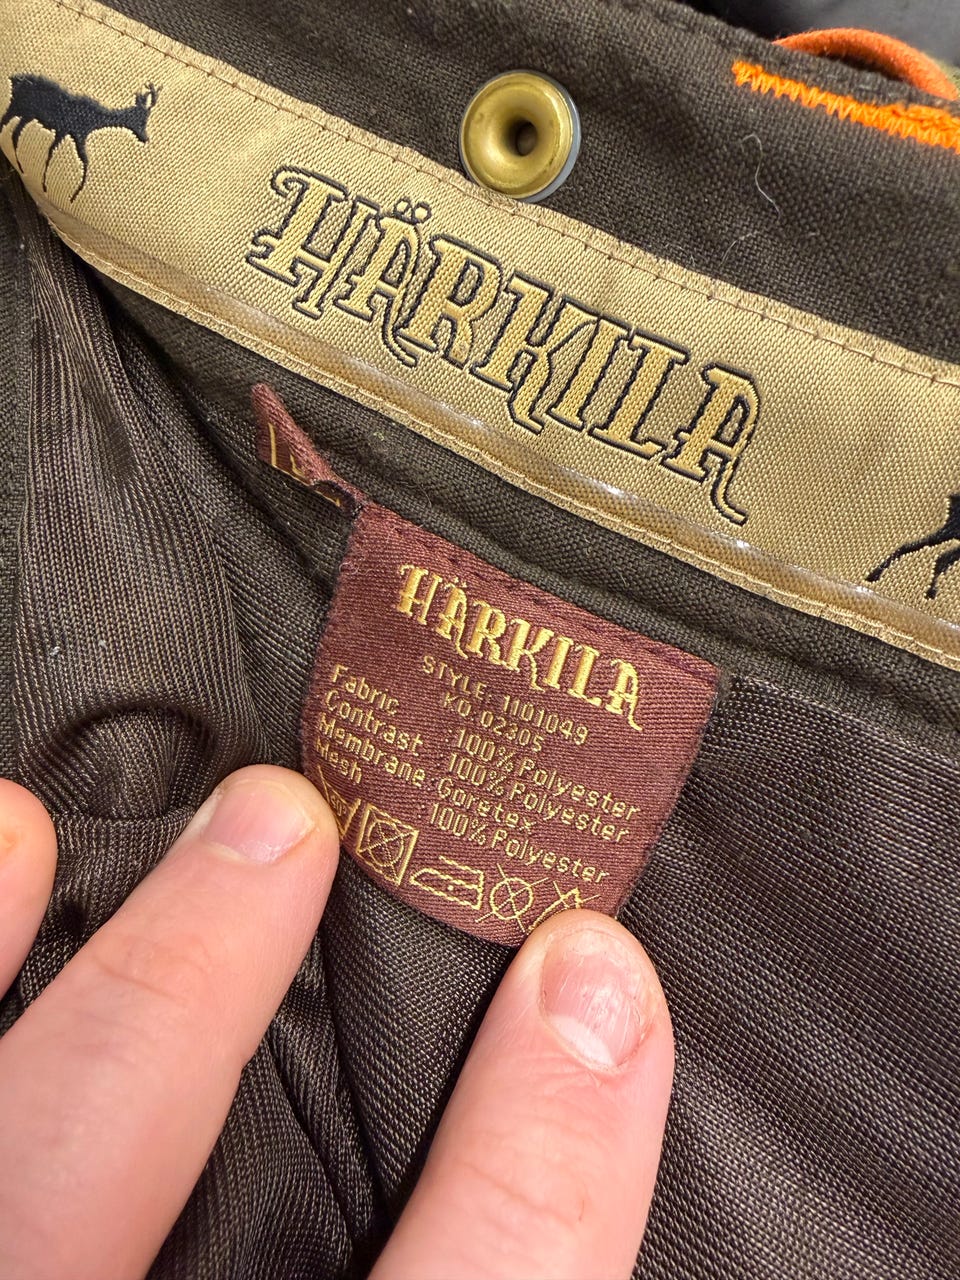 HÄRKILA
HÄRKILA
STYLE. 1101049
KO.02305
Fabric 100% Polyester
Contrast 100% Polyester
Membrane Goretex
Mesh 100% Polyester